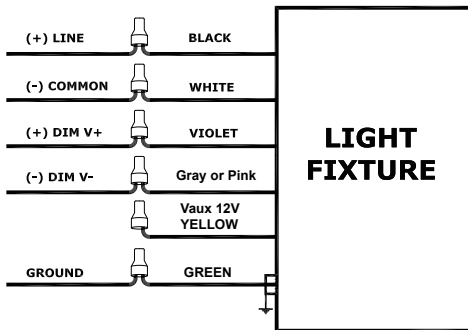 (+) LINE BLACK
(-) COMMON WHITE
(+) DIM V+ VIOLET
(-) DIM V- Gray or Pink
Vaux 12V
YELLOW
GROUND GREEN
LIGHT
FIXTURE